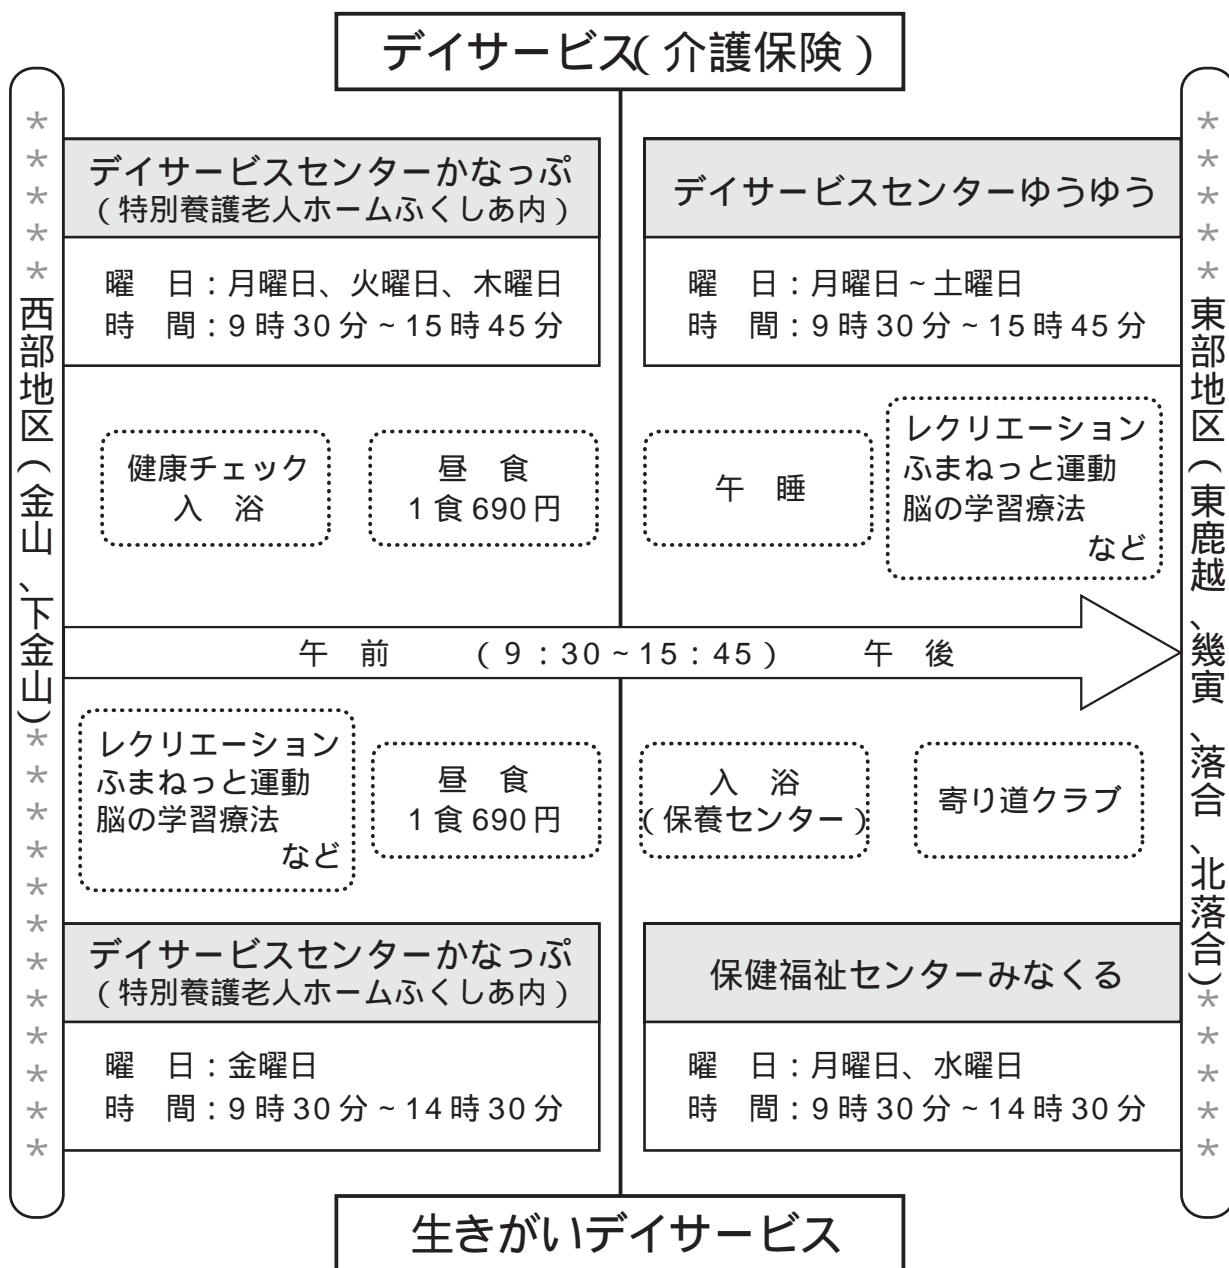 デイサービス(介護保険)
＊＊＊＊＊西部地区(金山、下金山)＊＊＊＊＊＊＊＊＊＊＊＊
デイサービスセンターかなっぷ
(特別養護老人ホームふくしあ内)
曜　日：月曜日、火曜日、木曜日
時　間：9時30分~15時45分
デイサービスセンターゆうゆう
曜　日：月曜日~土曜日
時　間：9時30分~15時45分
＊＊＊＊＊東部地区(東鹿越、幾寅、落合、北落合)＊＊＊＊＊
健康チェック
入　浴
昼　食
1食690円
午　睡
レクリエーション
ふまねっと運動
脳の学習療法
など
午　前　(9：30~15：45)　午　後
レクリエーション
ふまねっと運動
脳の学習療法
など
昼　食
1食690円
入　浴
(保養センター)
寄り道クラブ
デイサービスセンターかなっぷ
(特別養護老人ホームふくしあ内)
曜　日：金曜日
時　間：9時30分~14時30分
保健福祉センターみなくる
曜　日：月曜日、水曜日
時　間：9時30分~14時30分
生きがいデイサービス